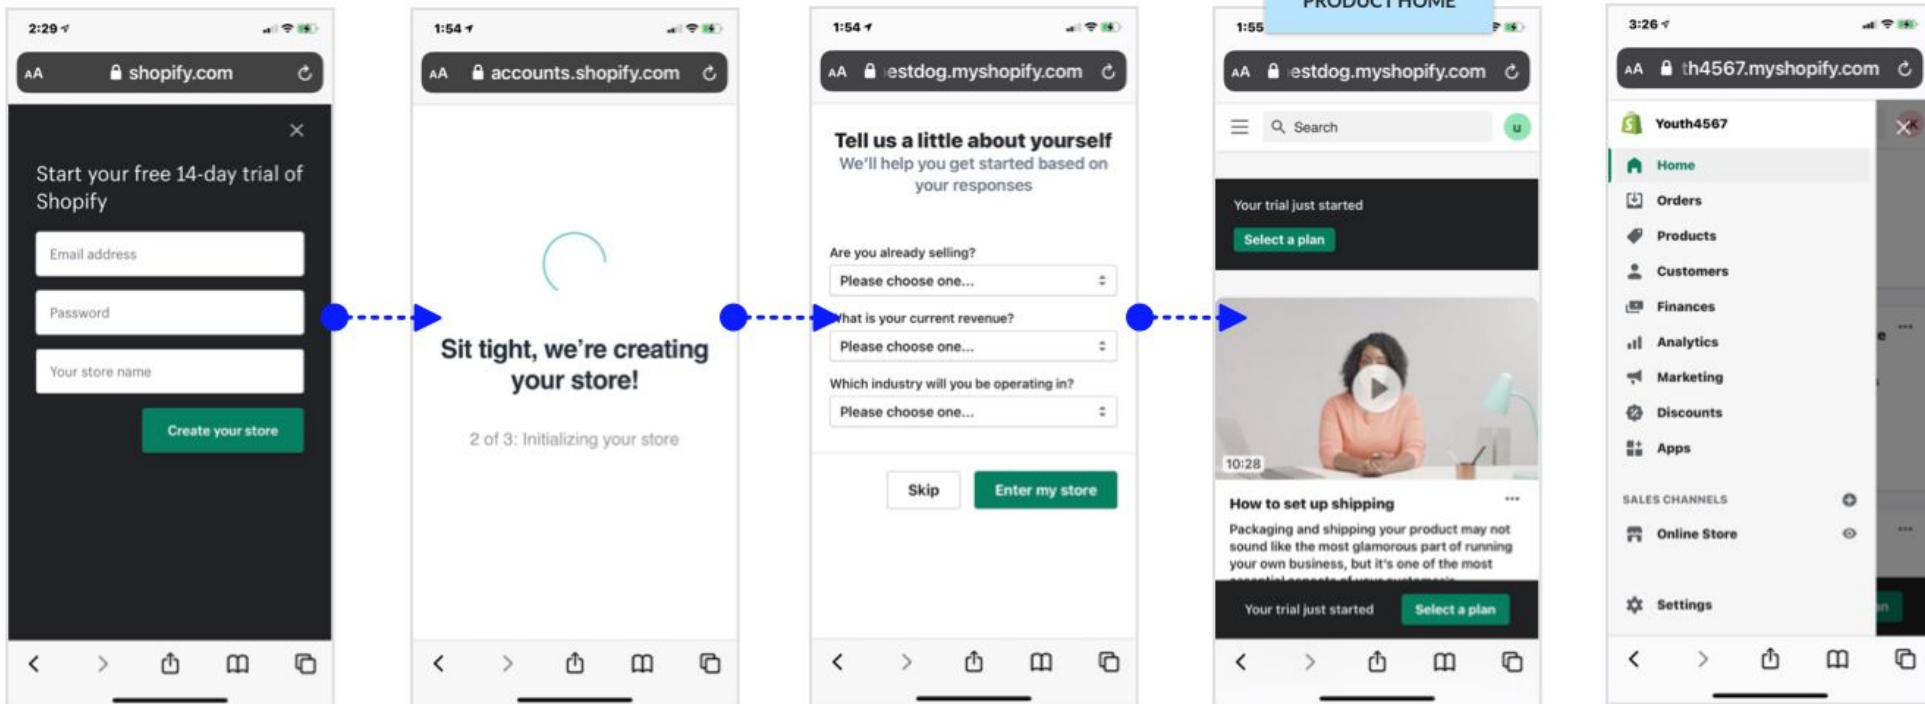 2:29
AA shopify.com
Start your free 14-day trial of
Shopify
Email address
Password
Your store name
Create your store
1:54
AA accounts.shopify.com
Sit tight, we're creating
your store!
2 of 3: Initializing your store
1:54
AA estdog.myshopify.com
Tell us a little about yourself
We'll help you get started based on
your responses
Are you already selling?
Please choose one...
What is your current revenue?
Please choose one...
Which industry will you be operating in?
Please choose one...
Skip
Enter my store
PRODUCT HOME
1:55
AA estdog.myshopify.com
Search
u
Your trial just started
Select a plan
10:28
How to set up shipping
Packaging and shipping your product may not
sound like the most glamorous part of running
your own business, but it's one of the most
Your trial just started
Select a plan
3:26
AA th4567.myshopify.com
Youth4567
K
Home
Orders
Products
Customers
Finances
Analytics
Marketing
Discounts
Apps
SALES CHANNELS
Online Store
Settings